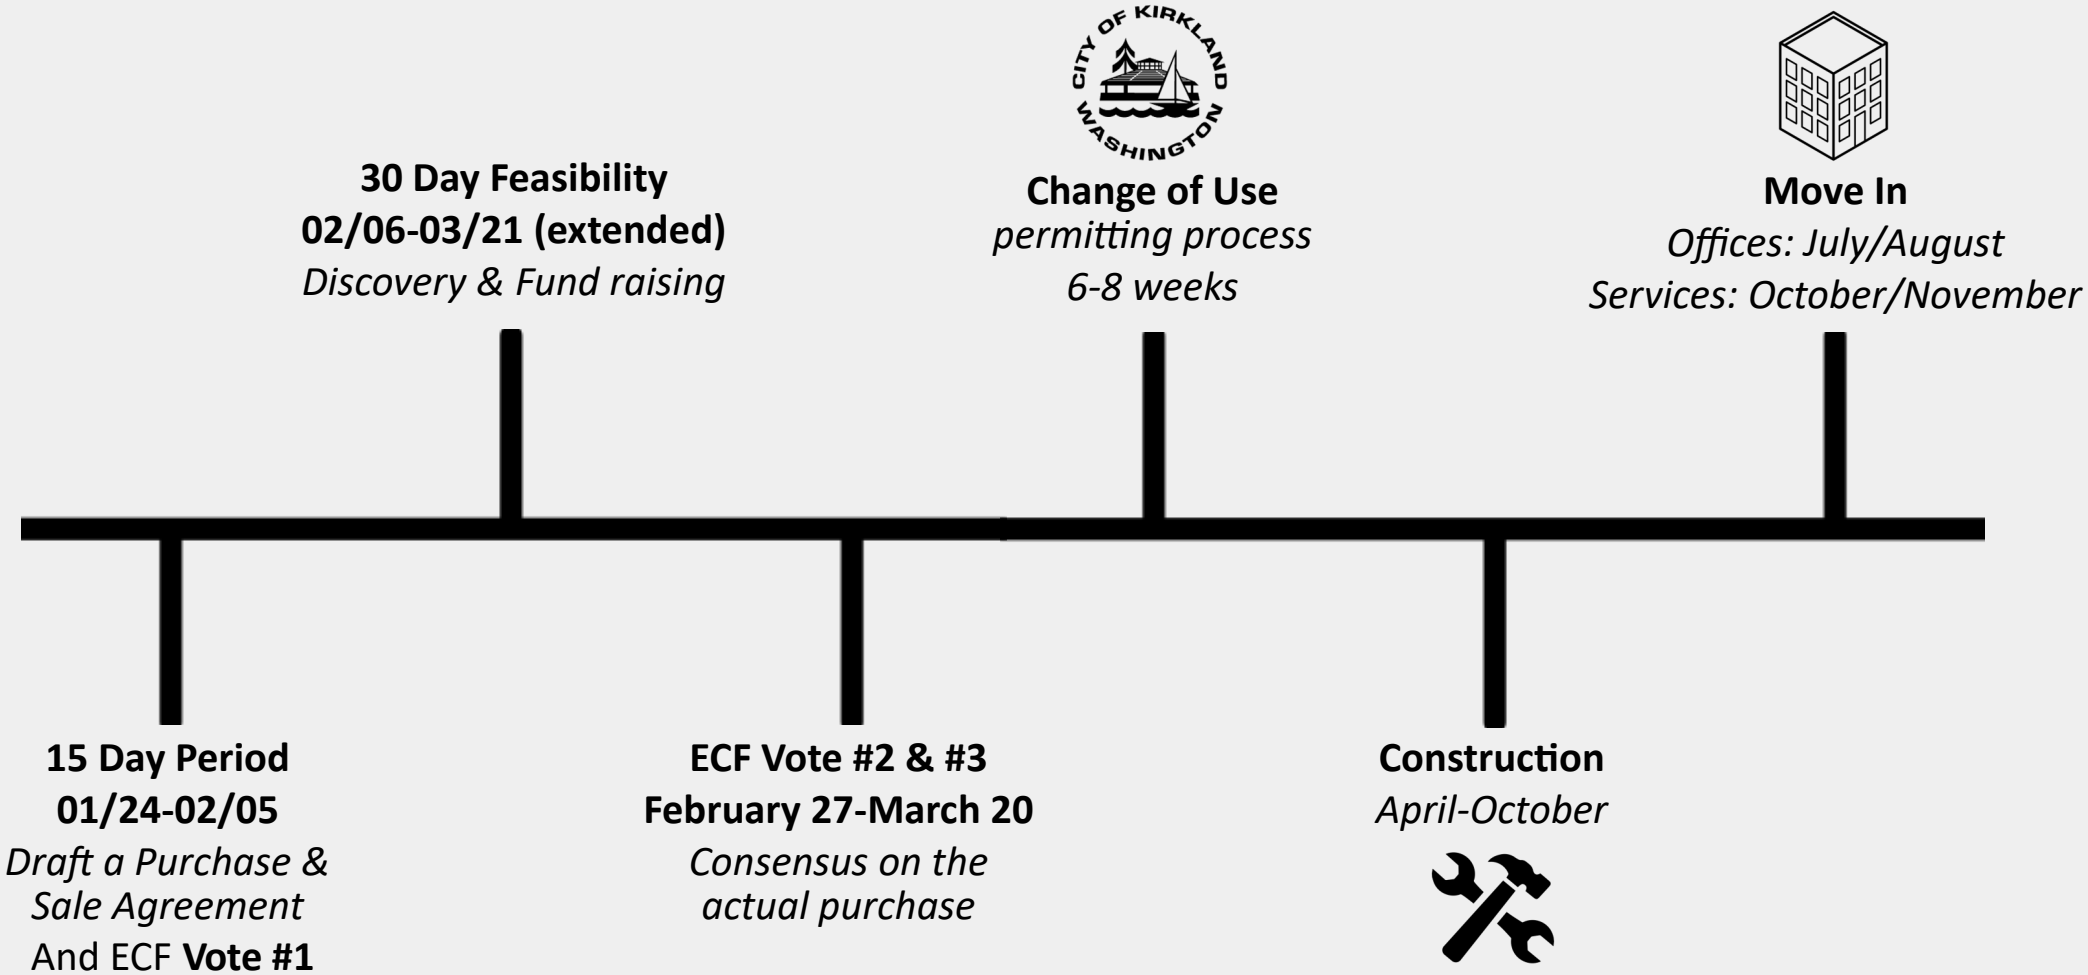 15 Day Period
01/24-02/05
Draft a Purchase &
Sale Agreement
And ECF Vote #1
30 Day Feasibility
02/06-03/21 (extended)
Discovery & Fund raising
ECF Vote #2 & #3
February 27-March 20
Consensus on the
actual purchase
CITY OF KIRKLAND
WASHINGTON
Change of Use
permitting process
6-8 weeks
Construction
April-October
Move In
Offices: July/August
Services: October/November